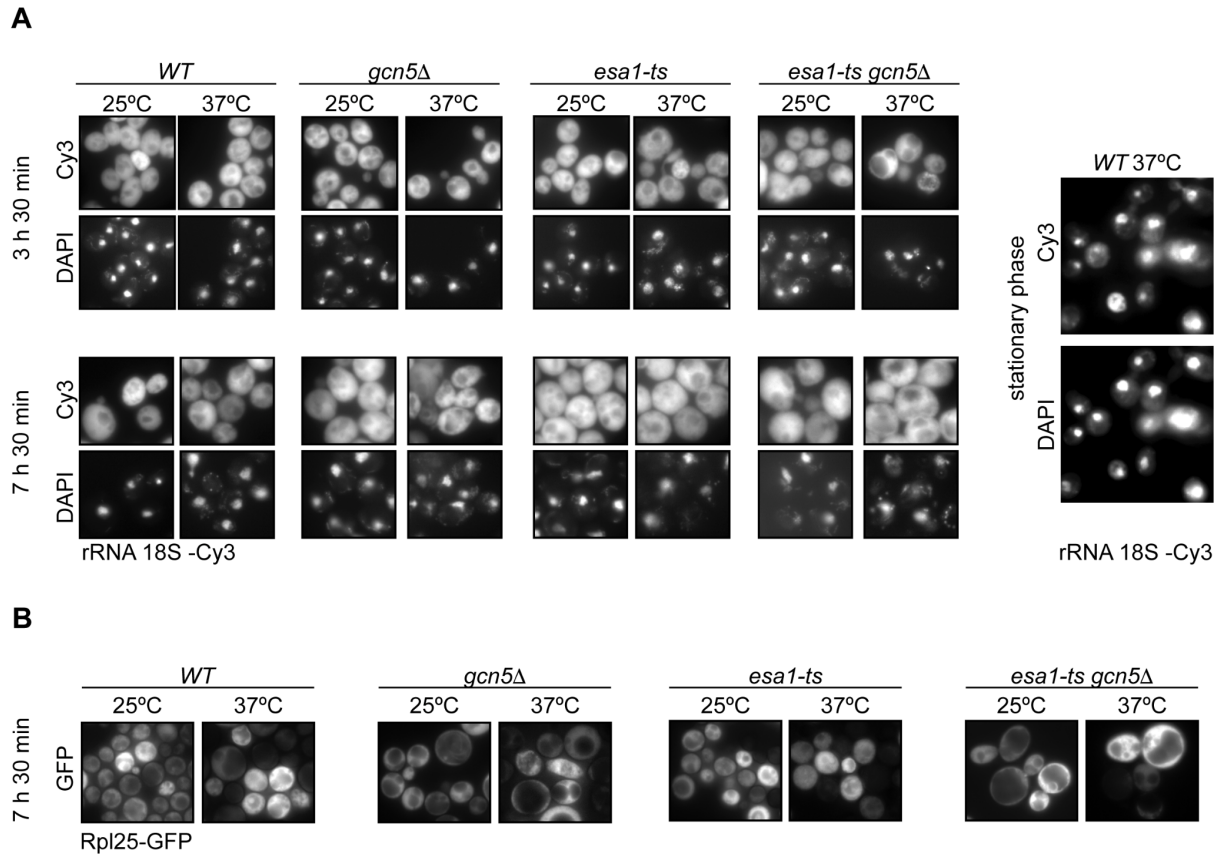 A
WT gcn5Δ esa1-ts esa1-ts gcn5Δ
25ºC 37ºC 25ºC 37ºC 25ºC 37ºC 25ºC 37ºC
3 h 30 min
Cy3
DAPI
7 h 30 min
Cy3
DAPI
rRNA 18S -Cy3
WT 37ºC
stationary phase
Cy3
DAPI
rRNA 18S -Cy3
B
WT gcn5Δ esa1-ts esa1-ts gcn5Δ
25ºC 37ºC 25ºC 37ºC 25ºC 37ºC 25ºC 37ºC
7 h 30 min
GFP
Rpl25-GFP